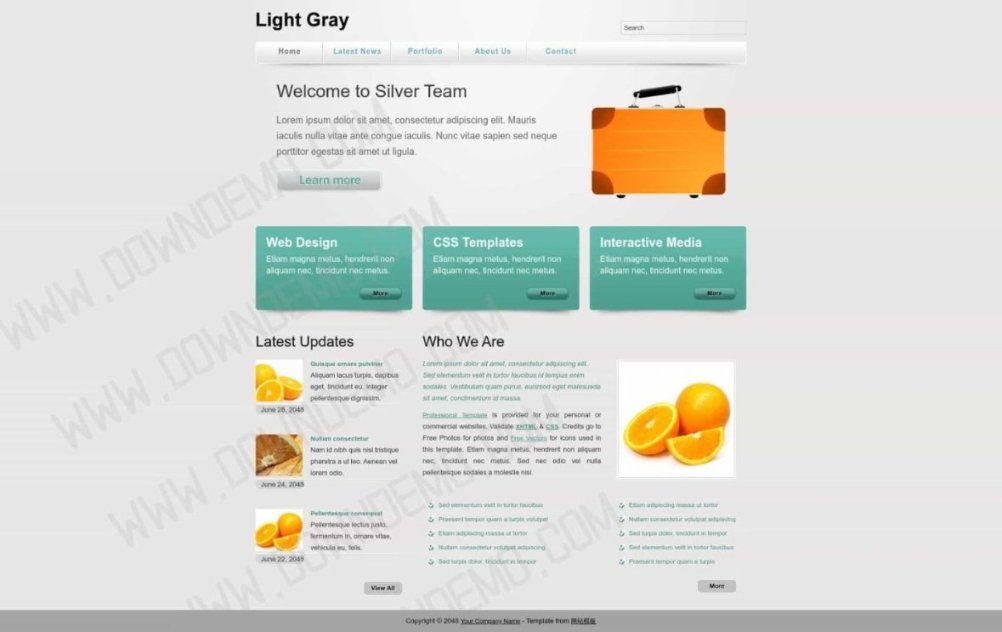 Light Gray
Search
Home
Latest News
Portfolio
About Us
Contact
Welcome to Silver Team
Lorem ipsum dolor sit amet, consectetur adipiscing elit. Mauris
iaculis nulla vitae ante congue iaculis. Nunc vitae sapien sed neque
porttitor egestas sit amet ut ligula.
Learn more
Web Design
Etiam magna metus, hendrerit non
aliquam nec, tincidunt nec metus.
More
CSS Templates
Etiam magna metus, hendrerit non
aliquam nec, tincidunt nec metus.
More
Interactive Media
Etiam magna metus, hendrerit non
aliquam nec, tincidunt nec metus.
More
Latest Updates
Quisque ornare pulvinar
Aliquam lacus turpis, dapibus
eget, tincidunt eu, integer
pellentesque dignissim.
June 28, 2048
Nullam consectetur
Nam id nibh quis nisi tristique
pharetra a ut leo. Aenean vel
lorem odio.
June 24, 2048
Pellentesque consequat
Pellentesque lectus justo,
fermentum in, ornare vitae,
vehicula eu, felis.
June 22, 2048
View All
Who We Are
Lorem ipsum dolor sit amet, consectetur adipiscing elit.
Sed elementum velit in tortor faucibus id tempus enim
sodales. Vestibulum quam purus, euismod eget malesuada
sit amet, condimentum id massa.
Professional Template is provided for your personal or
commercial websites. Validate XHTML & CSS. Credits go to
Free Photos for photos and Free Vectors for icons used in
this template. Etiam magna metus, hendrerit non, aliquam
nec, tincidunt nec metus. Sed nec odio vel nulla
pellentesque sodales a molestie nisi.
Sed elementum velit in tortor faucibus
Praesent tempor quam a turpis volutpat
Etiam adipiscing massa ut tortor
Nullam consectetur volutpat adipiscing
Sed turpis dolor, tincidunt in tempor
Etiam adipiscing massa ut tortor
Nullam consectetur volutpat adipiscing
Sed turpis dolor, tincidunt in tempor
Sed elementum velit in tortor faucibus
Praesent tempor quam a turpis
More
Copyright © 2048 Your Company Name - Template from 网站模板
WWW.DOWNDEMO.COM
WWW.DOWNDEMO.COM
WWW.DOWNDEMO.COM
WWW.DOWNDEMO.COM